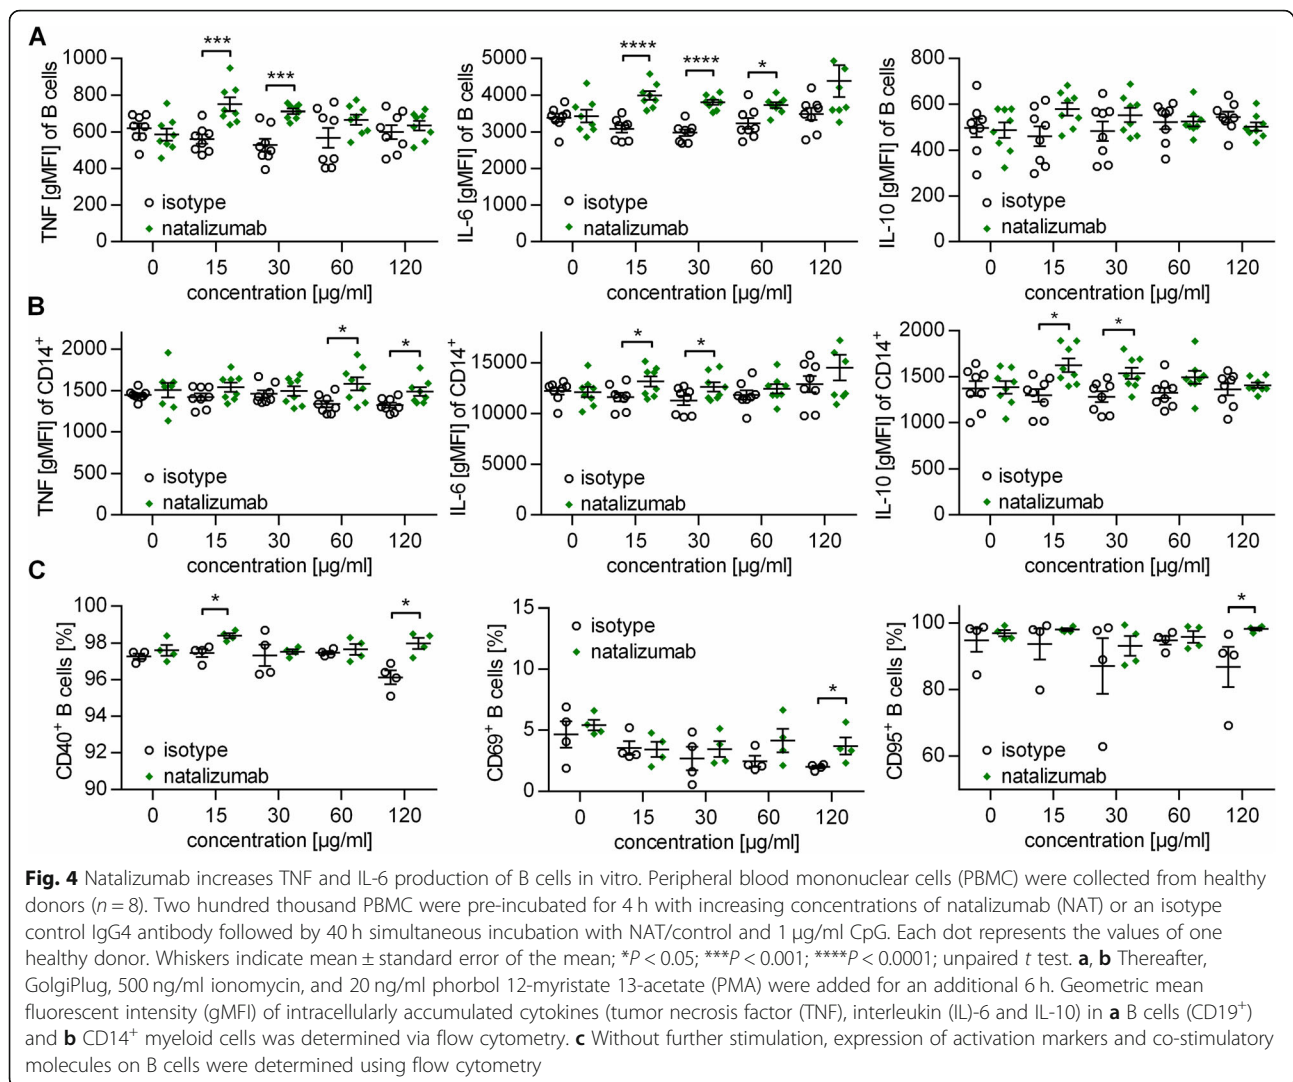 A
TNF [gMFI] of B cells
1000
800
600
400
200
0
***
***
isotype
natalizumab
0 15 30 60 120
concentration [µg/ml]
IL-6 [gMFI] of B cells
5000
4000
3000
2000
1000
0
****
****
*
isotype
natalizumab
0 15 30 60 120
concentration [µg/ml]
IL-10 [gMFI] of B cells
800
600
400
200
0
isotype
natalizumab
0 15 30 60 120
concentration [µg/ml]
B
TNF [gMFI] of CD14⁺
2000
1500
1000
500
0
*
*
isotype
natalizumab
0 15 30 60 120
concentration [µg/ml]
IL-6 [gMFI] of CD14⁺
15000
10000
5000
0
*
*
isotype
natalizumab
0 15 30 60 120
concentration [µg/ml]
IL-10 [gMFI] of CD14⁺
2000
1500
1000
500
0
*
*
isotype
natalizumab
0 15 30 60 120
concentration [µg/ml]
C
CD40⁺ B cells [%]
100
98
96
94
92
90
*
*
isotype
natalizumab
0 15 30 60 120
concentration [µg/ml]
CD69⁺ B cells [%]
15
10
5
0
isotype
natalizumab
*
0 15 30 60 120
concentration [µg/ml]
CD95⁺ B cells [%]
100
80
60
*
isotype
natalizumab
0 15 30 60 120
concentration [µg/ml]
Fig. 4 Natalizumab increases TNF and IL-6 production of B cells in vitro. Peripheral blood mononuclear cells (PBMC) were collected from healthy
donors (n = 8). Two hundred thousand PBMC were pre-incubated for 4 h with increasing concentrations of natalizumab (NAT) or an isotype
control IgG4 antibody followed by 40 h simultaneous incubation with NAT/control and 1 µg/ml CpG. Each dot represents the values of one
healthy donor. Whiskers indicate mean ± standard error of the mean; *P < 0.05; ***P < 0.001; ****P < 0.0001; unpaired t test. a, b Thereafter,
GolgiPlug, 500 ng/ml ionomycin, and 20 ng/ml phorbol 12-myristate 13-acetate (PMA) were added for an additional 6 h. Geometric mean
fluorescent intensity (gMFI) of intracellularly accumulated cytokines (tumor necrosis factor (TNF), interleukin (IL)-6 and IL-10) in a B cells (CD19⁺)
and b CD14⁺ myeloid cells was determined via flow cytometry. c Without further stimulation, expression of activation markers and co-stimulatory
molecules on B cells were determined using flow cytometry